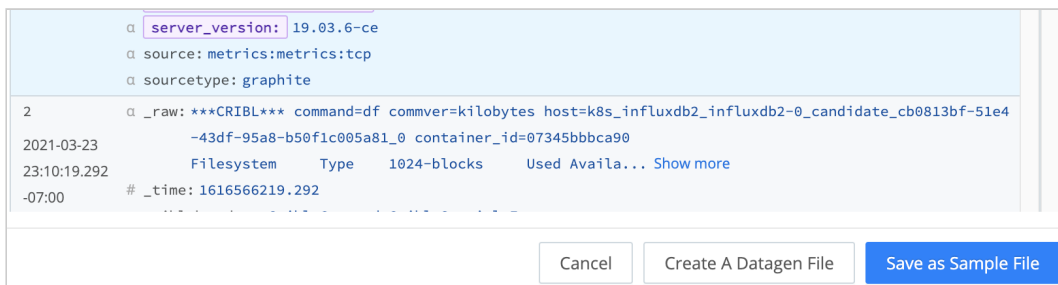 α server_version: 19.03.6-ce
α source: metrics:metrics:tcp
α sourcetype: graphite
2
2021-03-23
23:10:19.292
-07:00
α _raw: ***CRIBL*** command=df commver=kilobytes host=k8s_influxdb2_influxdb2-0_candidate_cb0813bf-51e4
-43df-95a8-b50f1c005a81_0 container_id=07345bbbca90
Filesystem Type 1024-blocks Used Availa... Show more
# _time: 1616566219.292
Cancel
Create A Datagen File
Save as Sample File